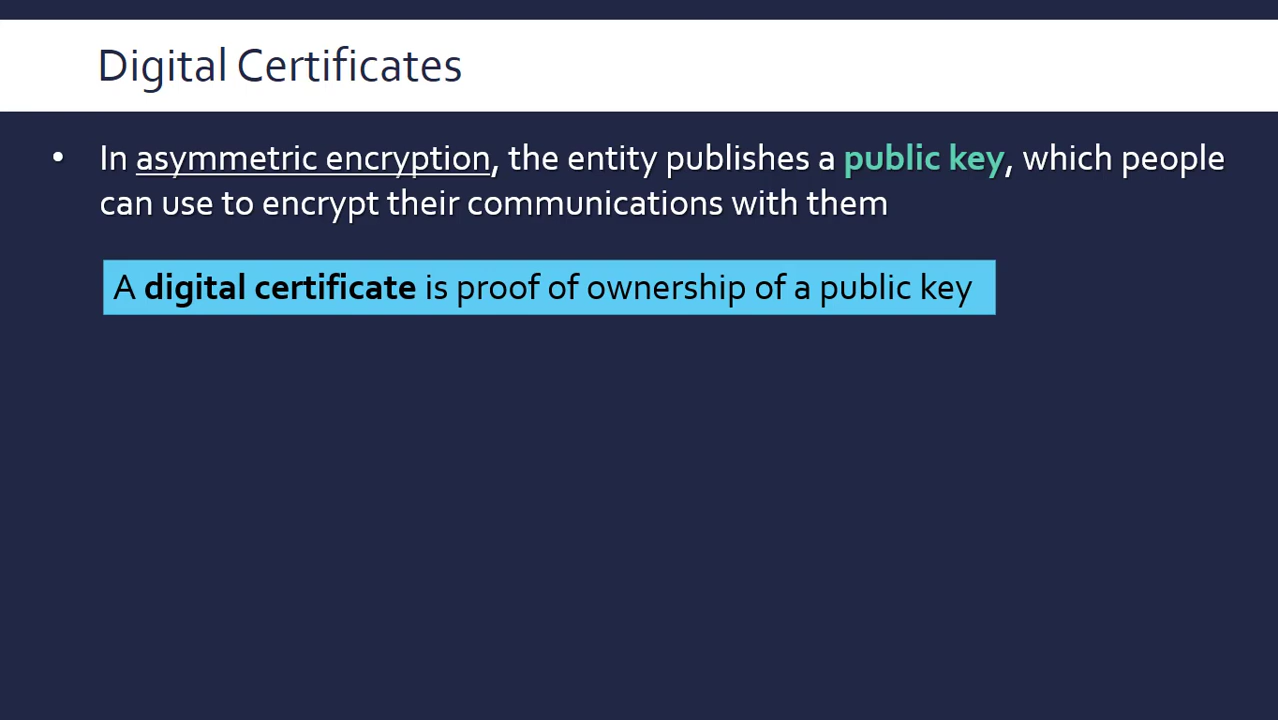 Digital Certificates
• In asymmetric encryption, the entity publishes a public key, which people
can use to encrypt their communications with them
A digital certificate is proof of ownership of a public key